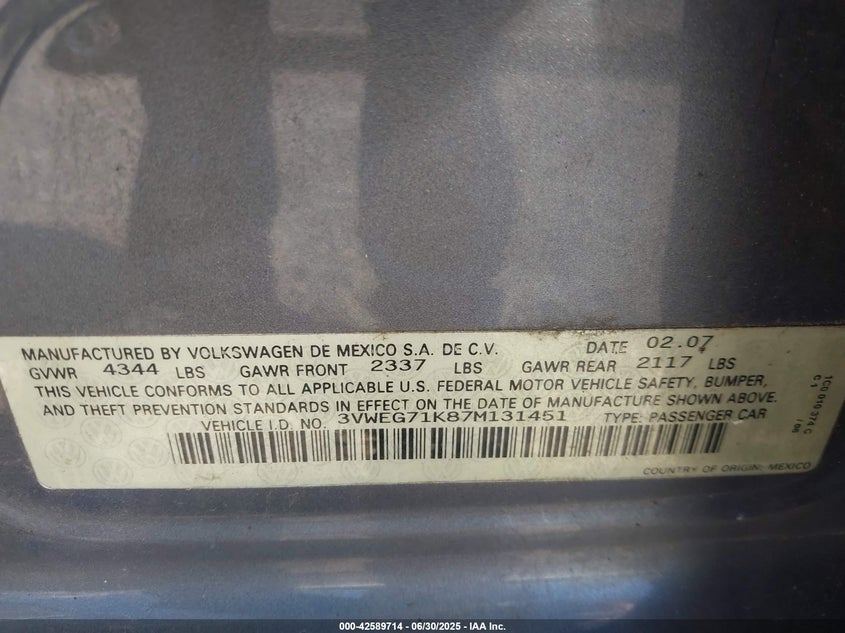 MANUFACTURED BY VOLKSWAGEN DE MEXICO S.A. DE C.V. DATE 02.07
GVWR 4344 LBS GAWR FRONT 2337 LBS GAWR REAR 2117 LBS
THIS VEHICLE CONFORMS TO ALL APPLICABLE U.S. FEDERAL MOTOR VEHICLE SAFETY, BUMPER,
AND THEFT PREVENTION STANDARDS IN EFFECT ON THE DATE OF MANUFACTURE SHOWN ABOVE.
VEHICLE I.D. NO. 3VWEG71K87M131451 TYPE: PASSENGER CAR
COUNTRY OF ORIGIN: MEXICO
1C0 010 374 C
000-42589714 - 06/30/2025 - IAA Inc.